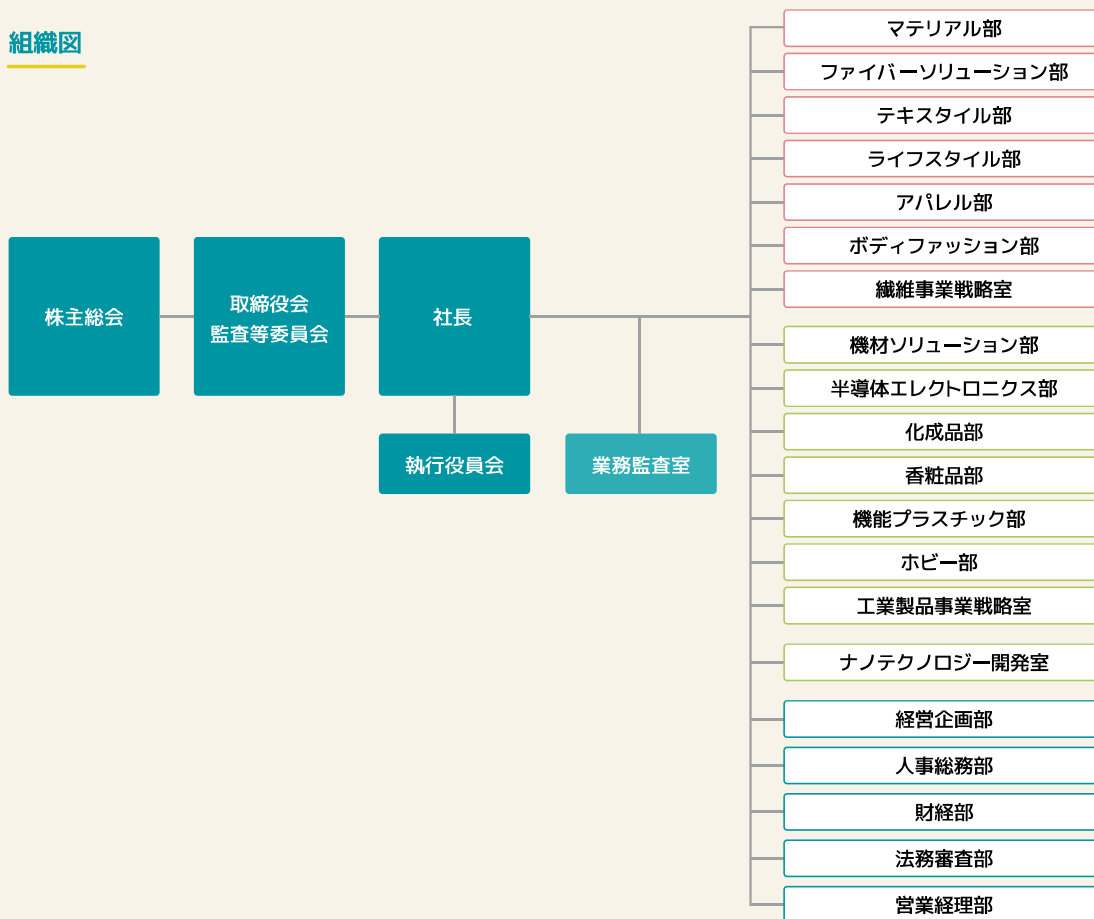 組織図
株主総会
取締役会
監査等委員会
社長
執行役員会
業務監査室
マテリアル部
ファイバーソリューション部
テキスタイル部
ライフスタイル部
アパレル部
ボディファッション部
繊維事業戦略室
機材ソリューション部
半導体エレクトロニクス部
化成品部
香粧品部
機能プラスチック部
ホビー部
工業製品事業戦略室
ナノテクノロジー開発室
経営企画部
人事総務部
財経部
法務審査部
営業経理部